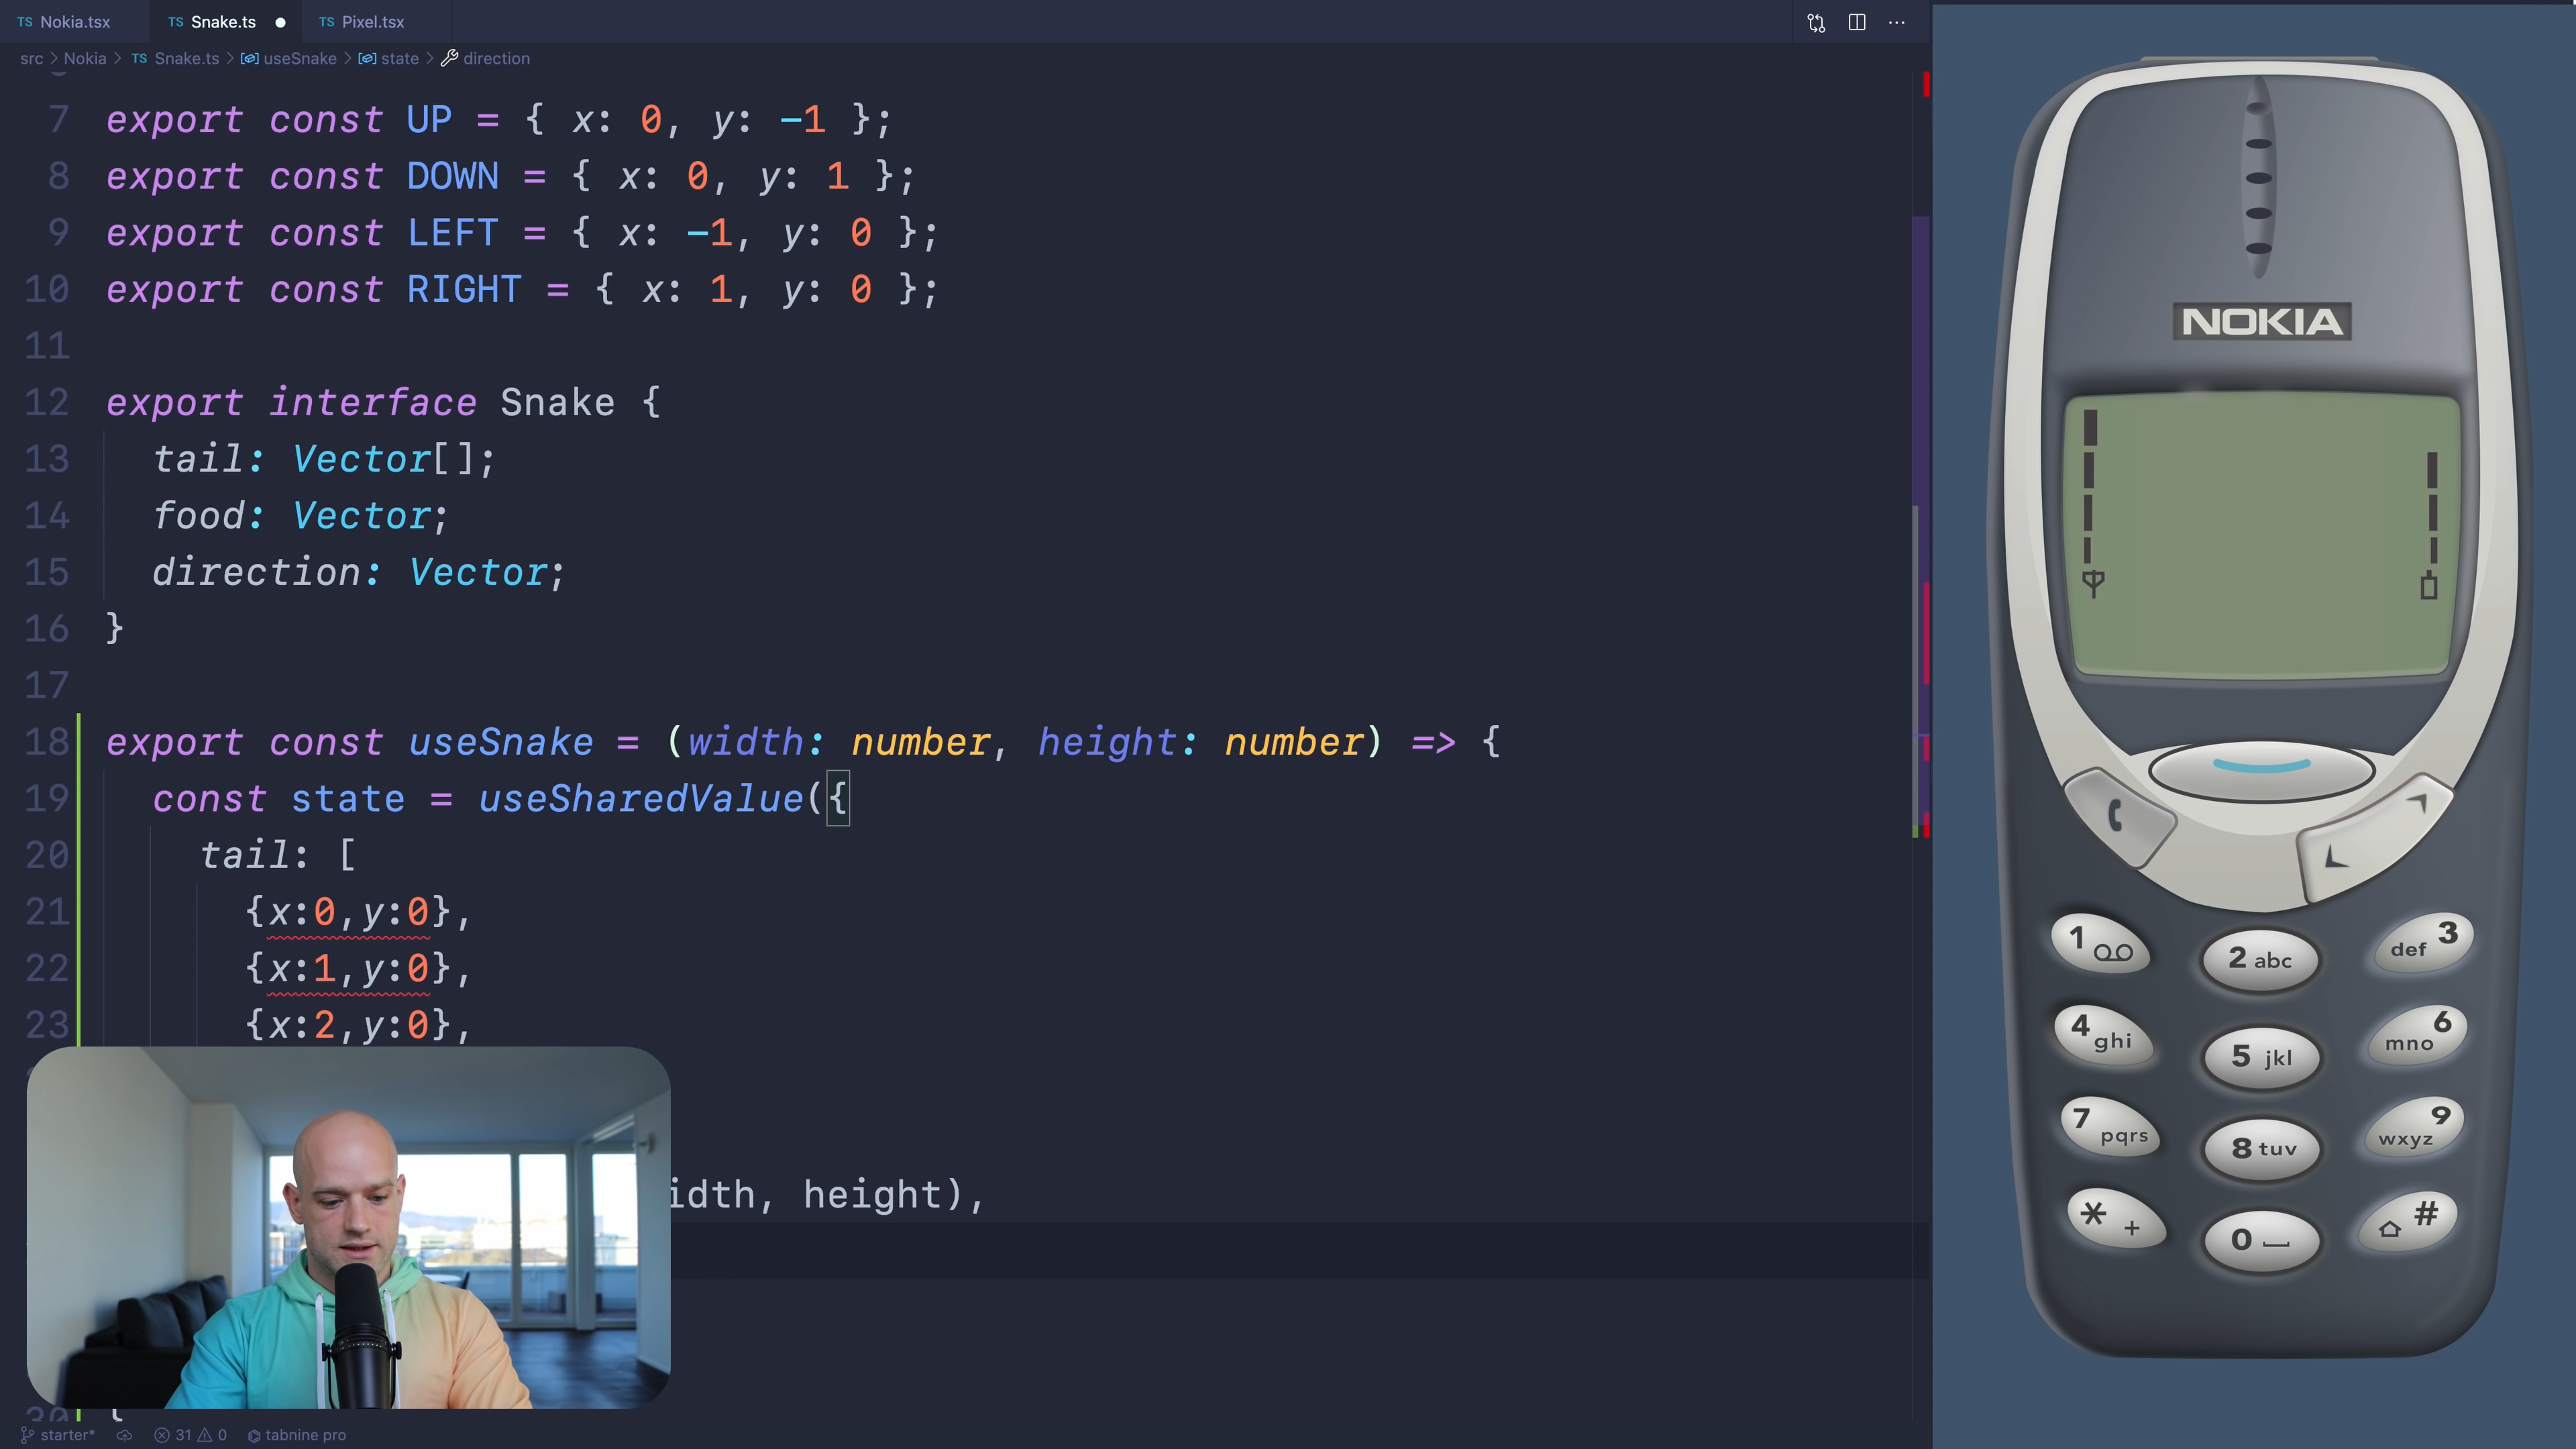 TS Nokia.tsx TS Snake.ts TS Pixel.tsx
src > Nokia > TS Snake.ts > useSnake > state > direction
7 export const UP = { x: 0, y: -1 };
8 export const DOWN = { x: 0, y: 1 };
9 export const LEFT = { x: -1, y: 0 };
10 export const RIGHT = { x: 1, y: 0 };
11
12 export interface Snake {
13 tail: Vector[];
14 food: Vector;
15 direction: Vector;
16 }
17
18 export const useSnake = (width: number, height: number) => {
19 const state = useSharedValue({
20 tail: [
21 {x:0,y:0},
22 {x:1,y:0},
23 {x:2,y:0},
idth, height),
starter* 31 0 tabnine pro
NOKIA
1 2 abc def 3
4 ghi 5 jkl mno 6
7 pqrs 8 tuv wxyz 9
* + 0 #